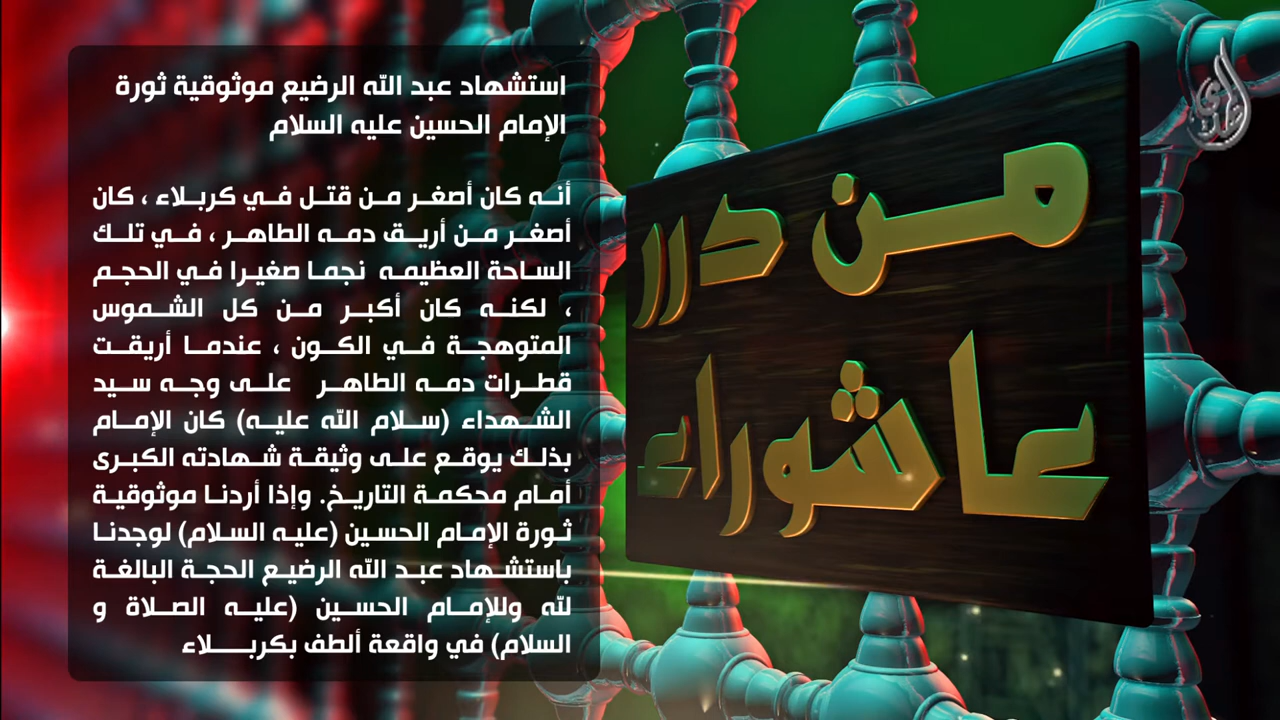 استشهاد عبد الله الرضيع موثوقية ثورة
الإمام الحسين عليه السلام
أنه كان أصغر من قتل في كربلاء ، كان
أصغر من أريق دمه الطاهر ، في تلك
الساحة العظيمه نجما صغيرا في الحجم
، لكنه كان أكبر من كل الشموس
المتوهجة في الكون ، عندما أريقت
قطرات دمه الطاهر على وجه سيد
الشهداء (سلام الله عليه) كان الإمام
بذلك يوقع على وثيقة شهادته الكبرى
أمام محكمة التاريخ. وإذا أردنا موثوقية
ثورة الإمام الحسين (عليه السلام) لوجدنا
باستشهاد عبد الله الرضيع الحجة البالغة
لله وللإمام الحسين (عليه الصلاة و
السلام) في واقعة ألطف بكربلاء
من درر
عاشوراء